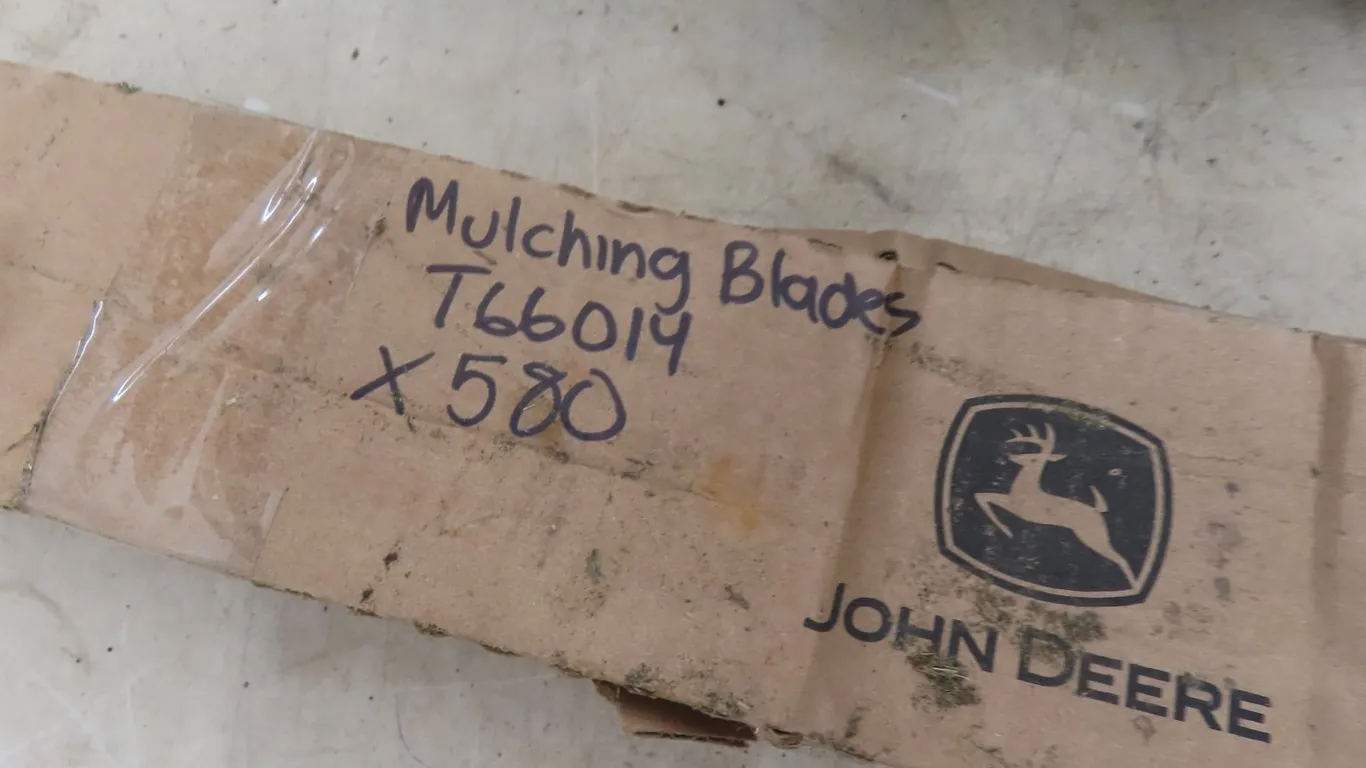 Mulching Blades
T66014
X580
JOHN DEERE